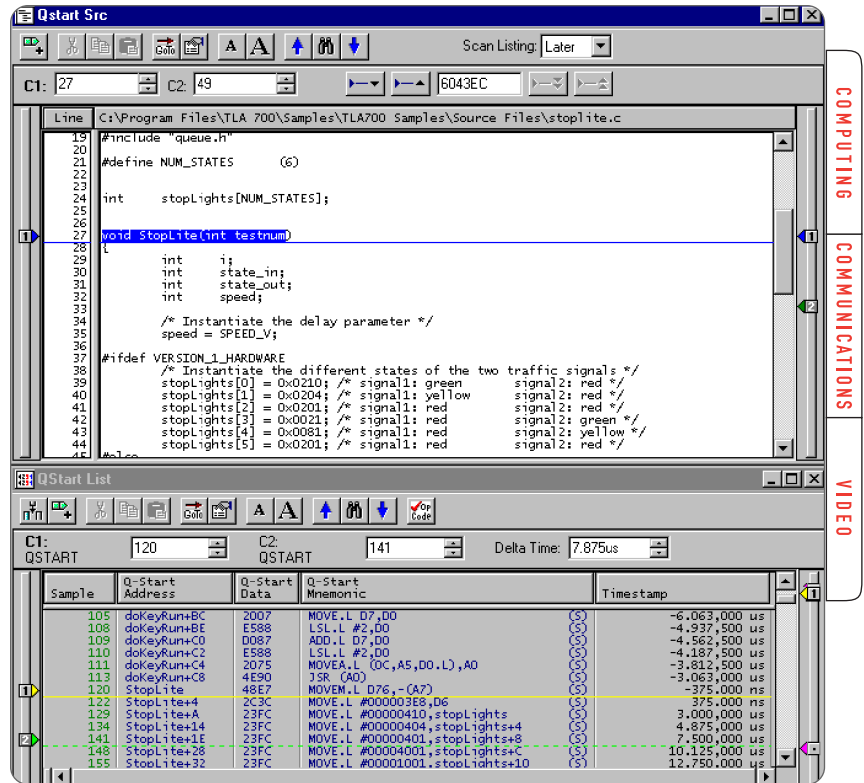 Qstart Src
GoTo A A Scan Listing: Later
C1: 27 C2: 49 6043EC
Line C:\Program Files\TLA 700\Samples\TLA700 Samples\Source Files\stoplite.c
19 #include "queue.h"
20
21 #define NUM_STATES (6)
22
23
24 int stopLights[NUM_STATES];
25
26
27 void StopLite(int testnum)
28 {
29 int i;
30 int state_in;
31 int state_out;
32 int speed;
33
34 /* Instantiate the delay parameter */
35 speed = SPEED_V;
36
37 #ifdef VERSION_1_HARDWARE
38 /* Instantiate the different states of the two traffic signals */
39 stopLights[0] = 0x0210; /* signal1: green signal2: red */
40 stopLights[1] = 0x0204; /* signal1: yellow signal2: red */
41 stopLights[2] = 0x0201; /* signal1: red signal2: red */
42 stopLights[3] = 0x0021; /* signal1: red signal2: green */
43 stopLights[4] = 0x0081; /* signal1: red signal2: yellow */
44 stopLights[5] = 0x0201; /* signal1: red signal2: red */
45 #else
1
1
2
QStart List
GoTo A A Op Code
C1: QSTART 120 C2: QSTART 141 Delta Time: 7.875us
Sample Q-Start Address Q-Start Data Q-Start Mnemonic Timestamp
105 doKeyRun+BC 2007 MOVE.L D7,D0 (S) -6.063,000 us
108 doKeyRun+BE E588 LSL.L #2,D0 (S) -4.937,500 us
109 doKeyRun+C0 D087 ADD.L D7,D0 (S) -4.562,500 us
110 doKeyRun+C2 E588 LSL.L #2,D0 (S) -4.187,500 us
111 doKeyRun+C4 2075 MOVEA.L (0C,A5,D0.L),A0 (S) -3.812,500 us
113 doKeyRun+C8 4E90 JSR (A0) (S) -3.063,000 us
120 StopLite 48E7 MOVEM.L D76,-(A7) (S) -375.000 ns
122 StopLite+4 2C3C MOVE.L #000003E8,D6 (S) 375.000 ns
129 StopLite+A 23FC MOVE.L #00000410,stopLights (S) 3.000,000 us
134 StopLite+14 23FC MOVE.L #00000404,stopLights+4 (S) 4.875,000 us
141 StopLite+1E 23FC MOVE.L #00000401,stopLights+8 (S) 7.500,000 us
148 StopLite+28 23FC MOVE.L #00004001,stopLights+C (S) 10.125,000 us
155 StopLite+32 23FC MOVE.L #00001001,stopLights+10 (S) 12.750,000 us
1
2
1
COMPUTING
COMMUNICATIONS
VIDEO